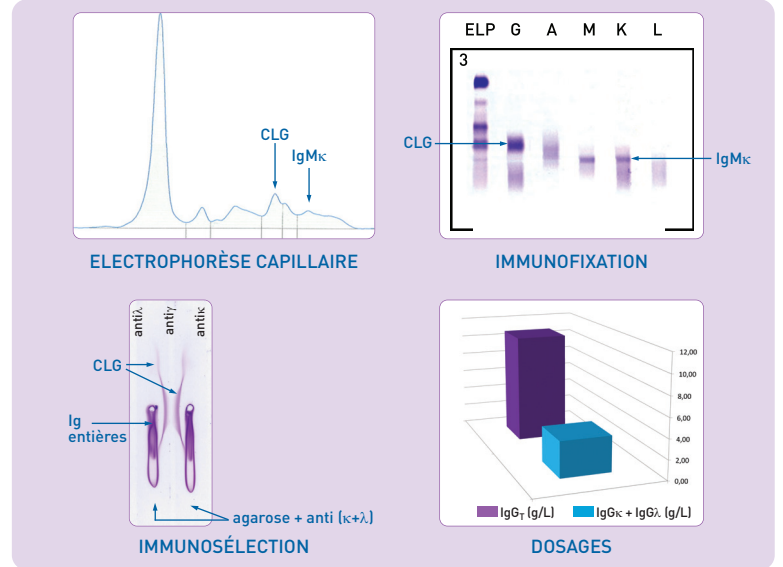 CLG
IgMκ
ELECTROPHORÈSE CAPILLAIRE
ELP G A M K L
3
CLG
IgMκ
IMMUNOFIXATION
antiλ
antiγ
antiκ
CLG
Ig
entières
agarose + anti (κ+λ)
IMMUNOSÉLECTION
12,00
10,00
8,00
6,00
4,00
2,00
0,00
IgGT (g/L) IgGκ + IgGλ (g/L)
DOSAGES